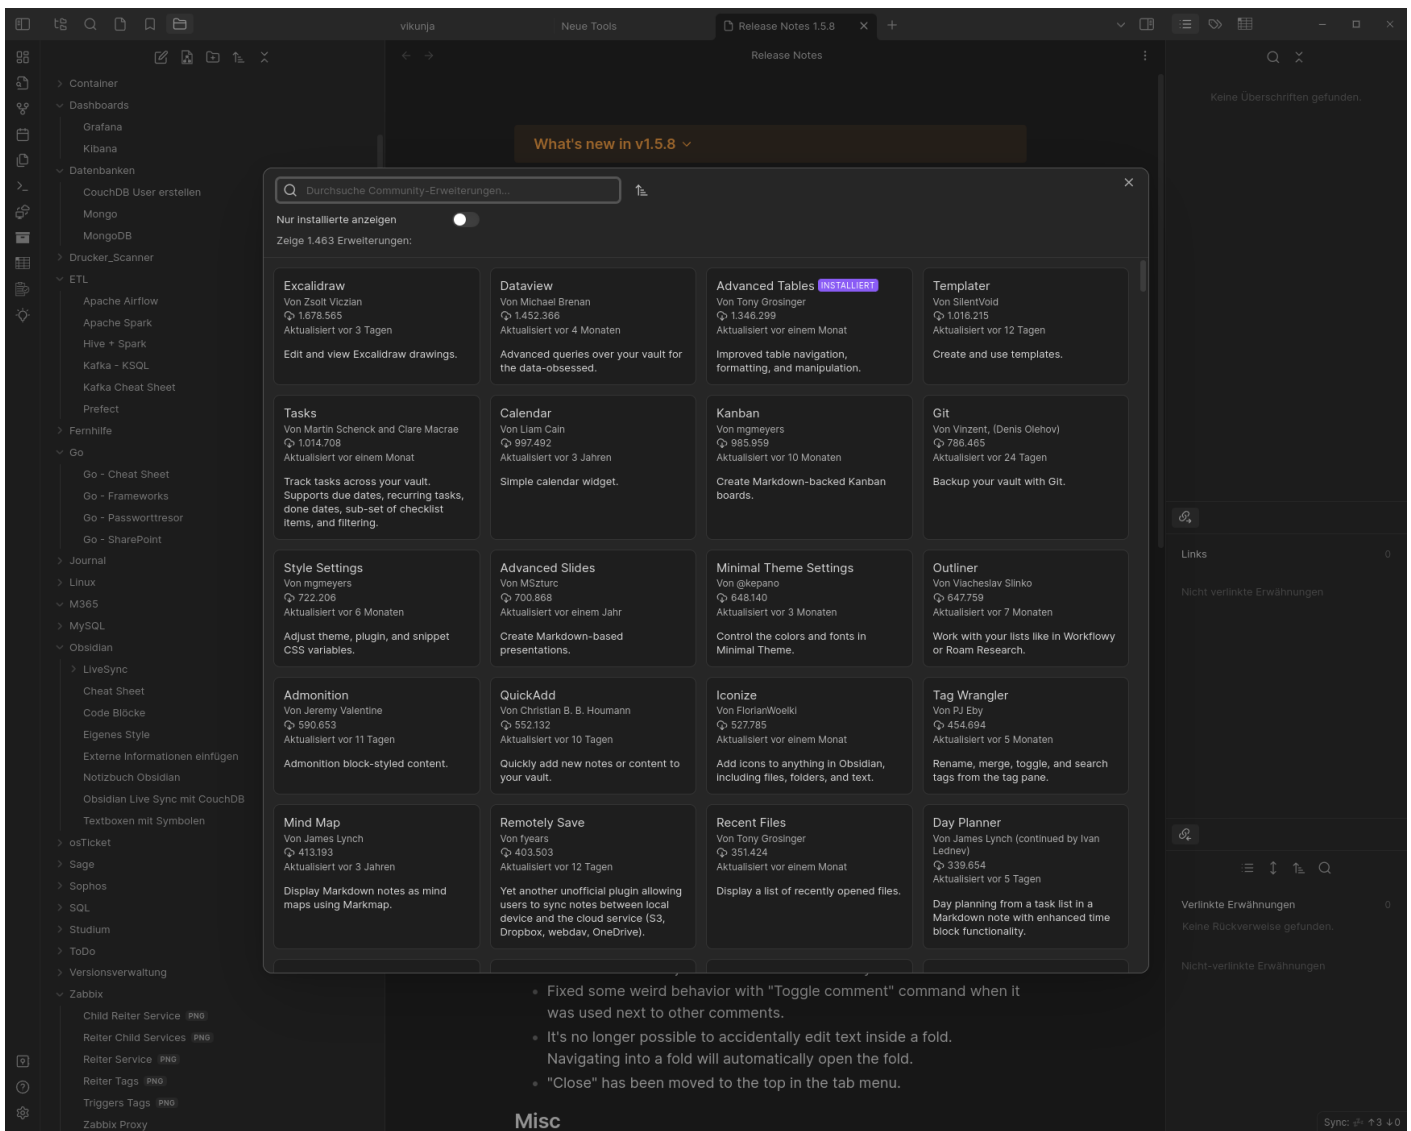 vikunja
Neue Tools
Release Notes 1.5.8
Release Notes
Container
Dashboards
Grafana
Kibana
Datenbanken
CouchDB User erstellen
Mongo
MongoDB
Drucker_Scanner
ETL
Apache Airflow
Apache Spark
Hive + Spark
Kafka - KSQL
Kafka Cheat Sheet
Prefect
Fernhilfe
Go
Go - Cheat Sheet
Go - Frameworks
Go - Passworttresor
Go - SharePoint
Journal
Linux
M365
MySQL
Obsidian
LiveSync
Cheat Sheet
Code Blöcke
Eigenes Style
Externe Informationen einfügen
Notizbuch Obsidian
Obsidian Live Sync mit CouchDB
Textboxen mit Symbolen
osTicket
Sage
Sophos
SQL
Studium
ToDo
Versionsverwaltung
Zabbix
Child Reiter Service PNG
Reiter Child Services PNG
Reiter Service PNG
Reiter Tags PNG
Triggers Tags PNG
Zabbix Proxy
What's new in v1.5.8
Durchsuche Community-Erweiterungen...
Nur installierte anzeigen
Zeige 1.463 Erweiterungen:
Excalidraw
Von Zsolt Viczian
1.678.565
Aktualisiert vor 3 Tagen
Edit and view Excalidraw drawings.
Dataview
Von Michael Brenan
1.452.366
Aktualisiert vor 4 Monaten
Advanced queries over your vault for
the data-obsessed.
Advanced Tables INSTALLIERT
Von Tony Grosinger
1.346.299
Aktualisiert vor einem Monat
Improved table navigation,
formatting, and manipulation.
Templater
Von SilentVoid
1.016.215
Aktualisiert vor 12 Tagen
Create and use templates.
Tasks
Von Martin Schenck and Clare Macrae
1.014.708
Aktualisiert vor einem Monat
Track tasks across your vault.
Supports due dates, recurring tasks,
done dates, sub-set of checklist
items, and filtering.
Calendar
Von Liam Cain
997.492
Aktualisiert vor 3 Jahren
Simple calendar widget.
Kanban
Von mgmeyers
985.959
Aktualisiert vor 10 Monaten
Create Markdown-backed Kanban
boards.
Git
Von Vinzent, (Denis Olehov)
786.465
Aktualisiert vor 24 Tagen
Backup your vault with Git.
Style Settings
Von mgmeyers
722.206
Aktualisiert vor 6 Monaten
Adjust theme, plugin, and snippet
CSS variables.
Advanced Slides
Von MSzturc
700.868
Aktualisiert vor einem Jahr
Create Markdown-based
presentations.
Minimal Theme Settings
Von @kepano
648.140
Aktualisiert vor 3 Monaten
Control the colors and fonts in
Minimal Theme.
Outliner
Von Viacheslav Slinko
647.759
Aktualisiert vor 7 Monaten
Work with your lists like in Workflowy
or Roam Research.
Admonition
Von Jeremy Valentine
590.653
Aktualisiert vor 11 Tagen
Admonition block-styled content.
QuickAdd
Von Christian B. B. Houmann
552.132
Aktualisiert vor 10 Tagen
Quickly add new notes or content to
your vault.
Iconize
Von FlorianWoelki
527.785
Aktualisiert vor einem Monat
Add icons to anything in Obsidian,
including files, folders, and text.
Tag Wrangler
Von PJ Eby
454.694
Aktualisiert vor 5 Monaten
Rename, merge, toggle, and search
tags from the tag pane.
Mind Map
Von James Lynch
413.193
Aktualisiert vor 3 Jahren
Display Markdown notes as mind
maps using Markmap.
Remotely Save
Von fyears
403.503
Aktualisiert vor 12 Tagen
Yet another unofficial plugin allowing
users to sync notes between local
device and the cloud service (S3,
Dropbox, webdav, OneDrive).
Recent Files
Von Tony Grosinger
351.424
Aktualisiert vor einem Monat
Display a list of recently opened files.
Day Planner
Von James Lynch (continued by Ivan
Lednev)
339.654
Aktualisiert vor 5 Tagen
Day planning from a task list in a
Markdown note with enhanced time
block functionality.
Fixed some weird behavior with "Toggle comment" command when it
was used next to other comments.
It's no longer possible to accidentally edit text inside a fold.
Navigating into a fold will automatically open the fold.
"Close" has been moved to the top in the tab menu.
Misc
Keine Überschriften gefunden.
Links 0
Nicht verlinkte Erwähnungen
Verlinkte Erwähnungen 0
Keine Rückverweise gefunden.
Nicht-verlinkte Erwähnungen
Sync: ↑3 ↓0